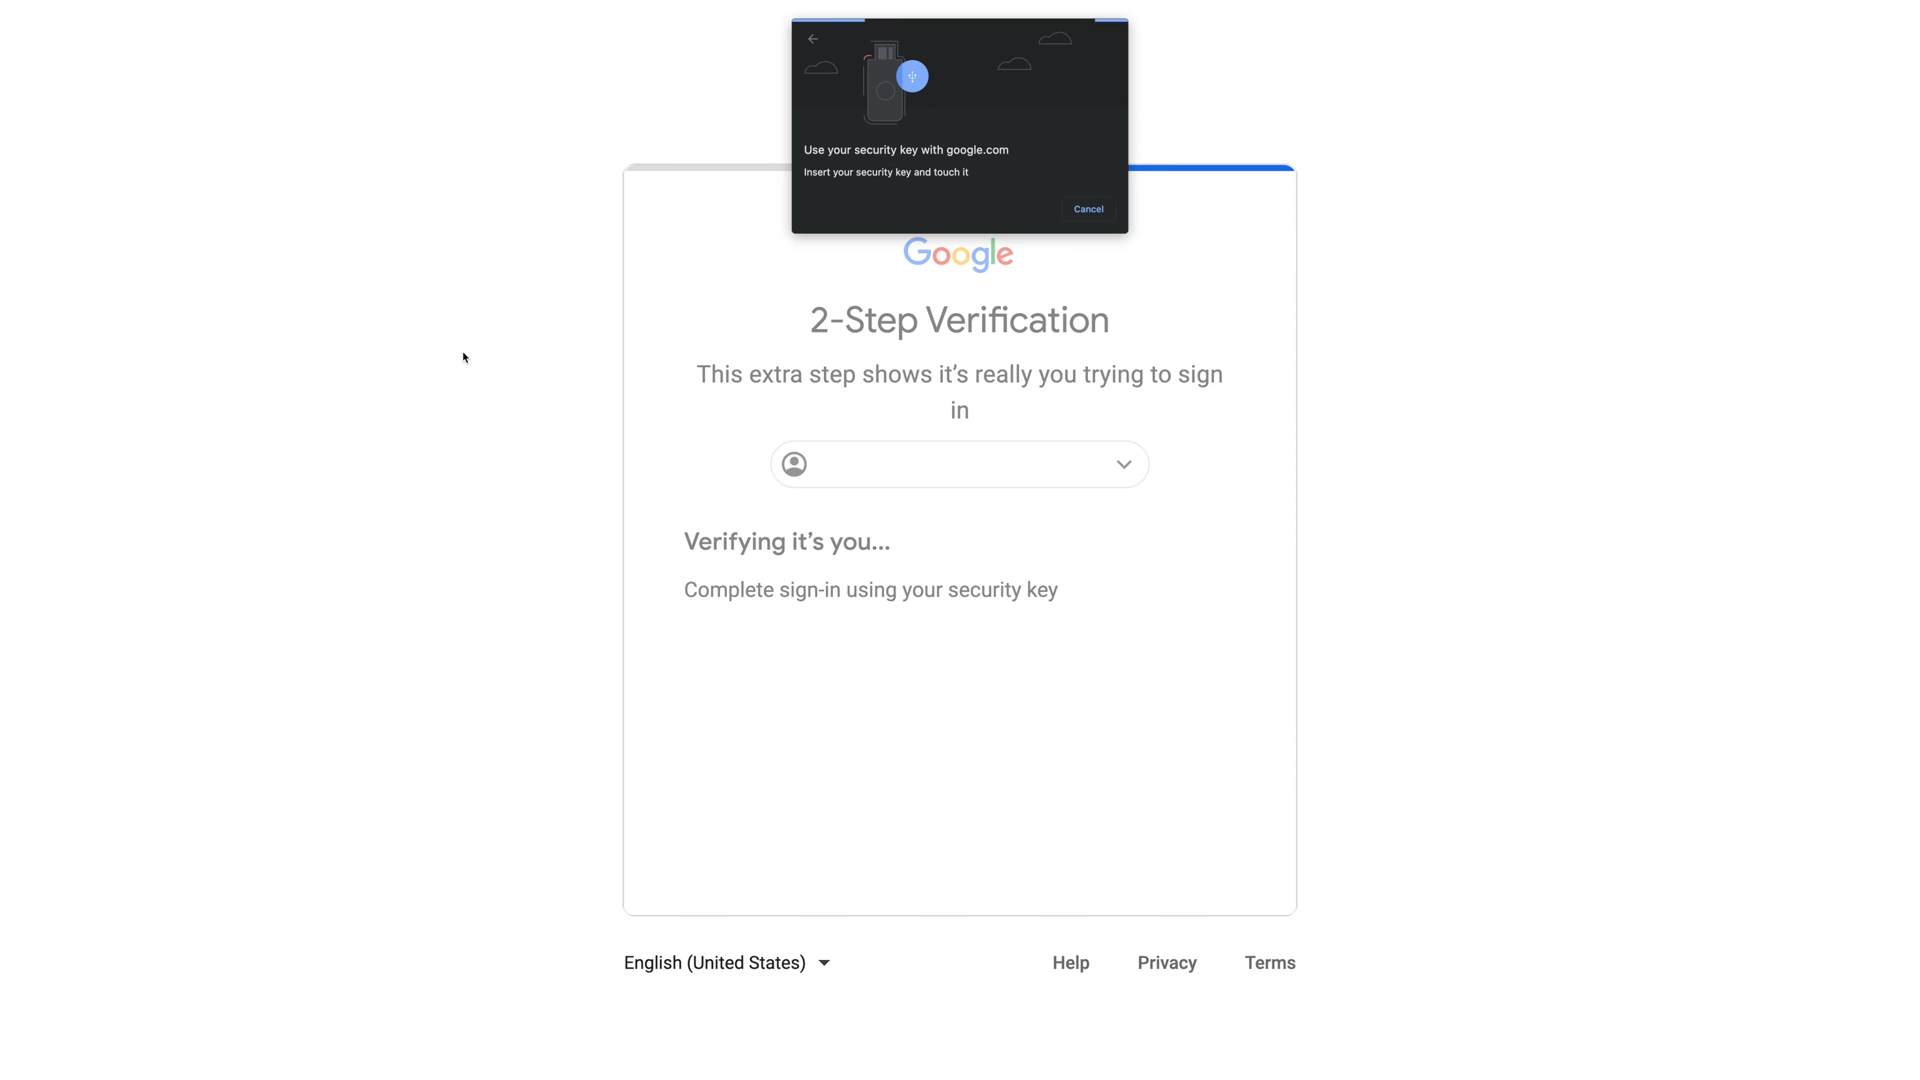 Use your security key with google.com
Insert your security key and touch it
Cancel
Google
2-Step Verification
This extra step shows it’s really you trying to sign
in
Verifying it’s you...
Complete sign-in using your security key
English (United States)
Help
Privacy
Terms